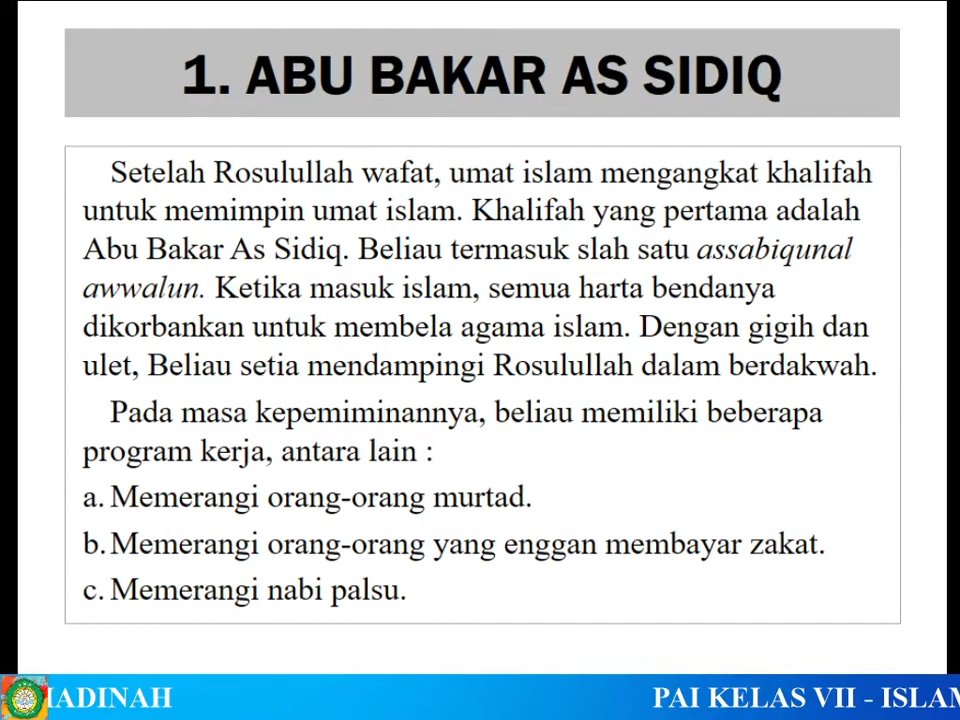 1. ABU BAKAR AS SIDIQ
Setelah Rosulullah wafat, umat islam mengangkat khalifah
untuk memimpin umat islam. Khalifah yang pertama adalah
Abu Bakar As Sidiq. Beliau termasuk slah satu assabiqunal
awwalun. Ketika masuk islam, semua harta bendanya
dikorbankan untuk membela agama islam. Dengan gigih dan
ulet, Beliau setia mendampingi Rosulullah dalam berdakwah.
Pada masa kepemiminannya, beliau memiliki beberapa
program kerja, antara lain :
a. Memerangi orang-orang murtad.
b. Memerangi orang-orang yang enggan membayar zakat.
c. Memerangi nabi palsu.
MADINAH PAI KELAS VII - ISLAM